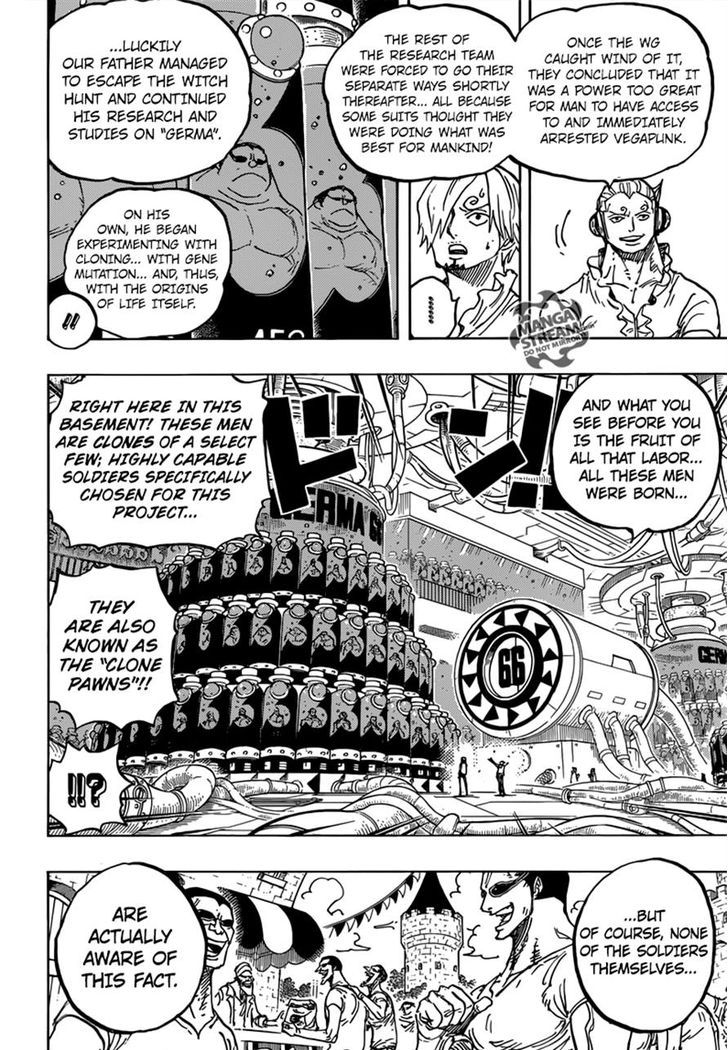 ONCE THE WG
CAUGHT WIND OF IT,
THEY CONCLUDED THAT IT
WAS A POWER TOO GREAT
FOR MAN TO HAVE ACCESS
TO AND IMMEDIATELY
ARRESTED VEGAPUNK.
THE REST OF
THE RESEARCH TEAM
WERE FORCED TO GO THEIR
SEPARATE WAYS SHORTLY
THEREAFTER... ALL BECAUSE
SOME SUITS THOUGHT THEY
WERE DOING WHAT WAS
BEST FOR MANKIND!
........
MANGA
STREAM
DO NOT MIRROR
...LUCKILY
OUR FATHER MANAGED
TO ESCAPE THE WITCH
HUNT AND CONTINUED
HIS RESEARCH AND
STUDIES ON "GERMA".
ON HIS
OWN, HE BEGAN
EXPERIMENTING WITH
CLONING... WITH GENE
MUTATION... AND, THUS,
WITH THE ORIGINS
OF LIFE ITSELF.
!!
AND WHAT YOU
SEE BEFORE YOU
IS THE FRUIT OF
ALL THAT LABOR...
ALL THESE MEN
WERE BORN...
ドン!!
RIGHT HERE IN THIS
BASEMENT! THESE MEN
ARE CLONES OF A SELECT
FEW; HIGHLY CAPABLE
SOLDIERS SPECIFICALLY
CHOSEN FOR THIS
PROJECT...
GERMA 66
66
GERMA
THEY
ARE ALSO
KNOWN AS
THE "CLONE
PAWNS"!!
!!?
...BUT
OF COURSE, NONE
OF THE SOLDIERS
THEMSELVES...
ARE
ACTUALLY
AWARE OF
THIS FACT.